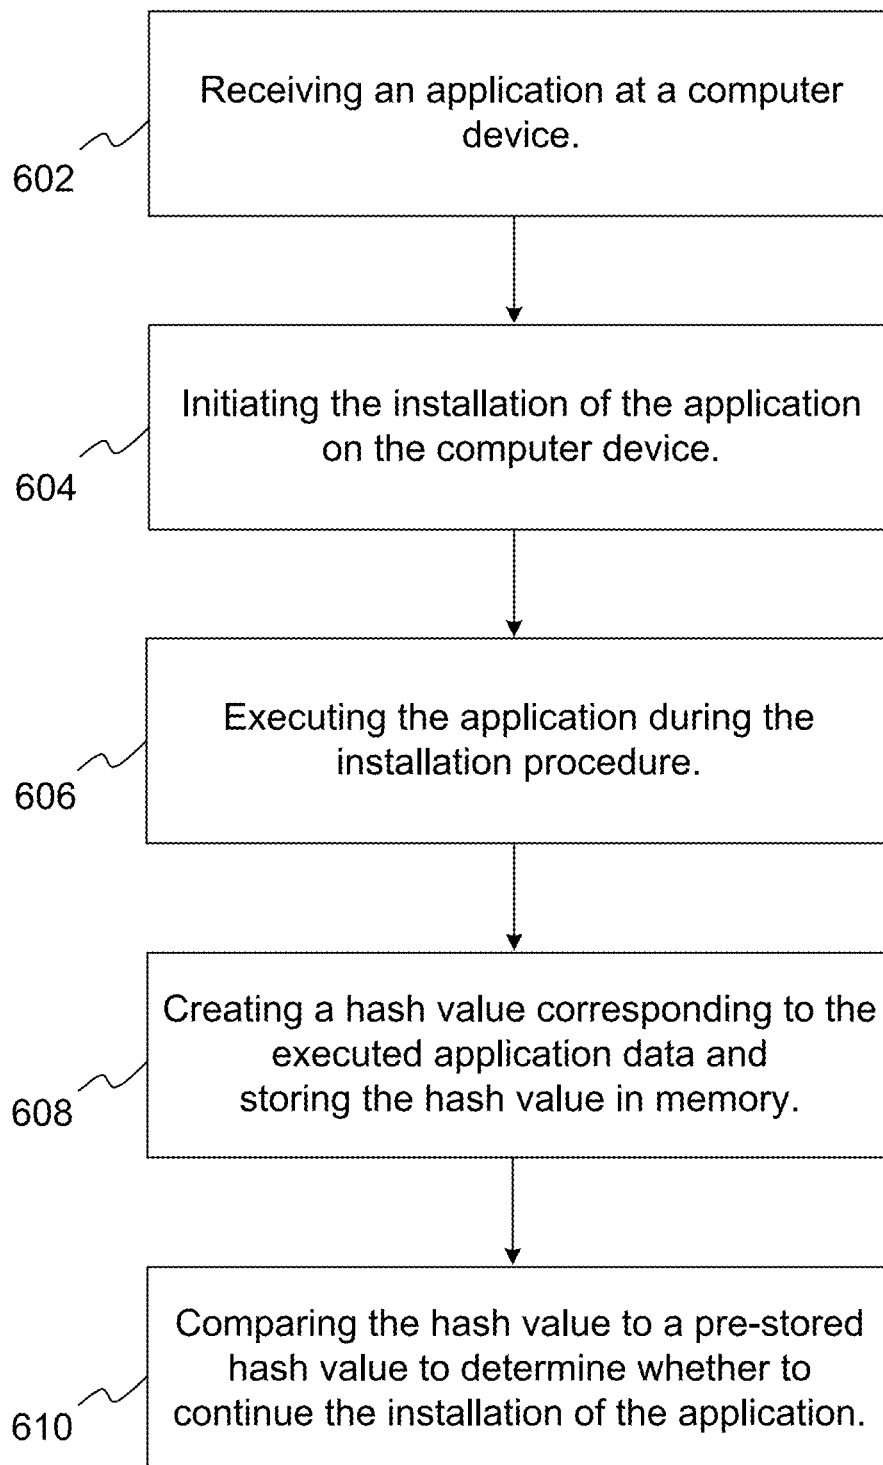 Receiving an application at a computer
device.
602
Initiating the installation of the application
on the computer device.
604
Executing the application during the
installation procedure.
606
Creating a hash value corresponding to the
executed application data and
storing the hash value in memory.
608
Comparing the hash value to a pre-stored
hash value to determine whether to
continue the installation of the application.
610